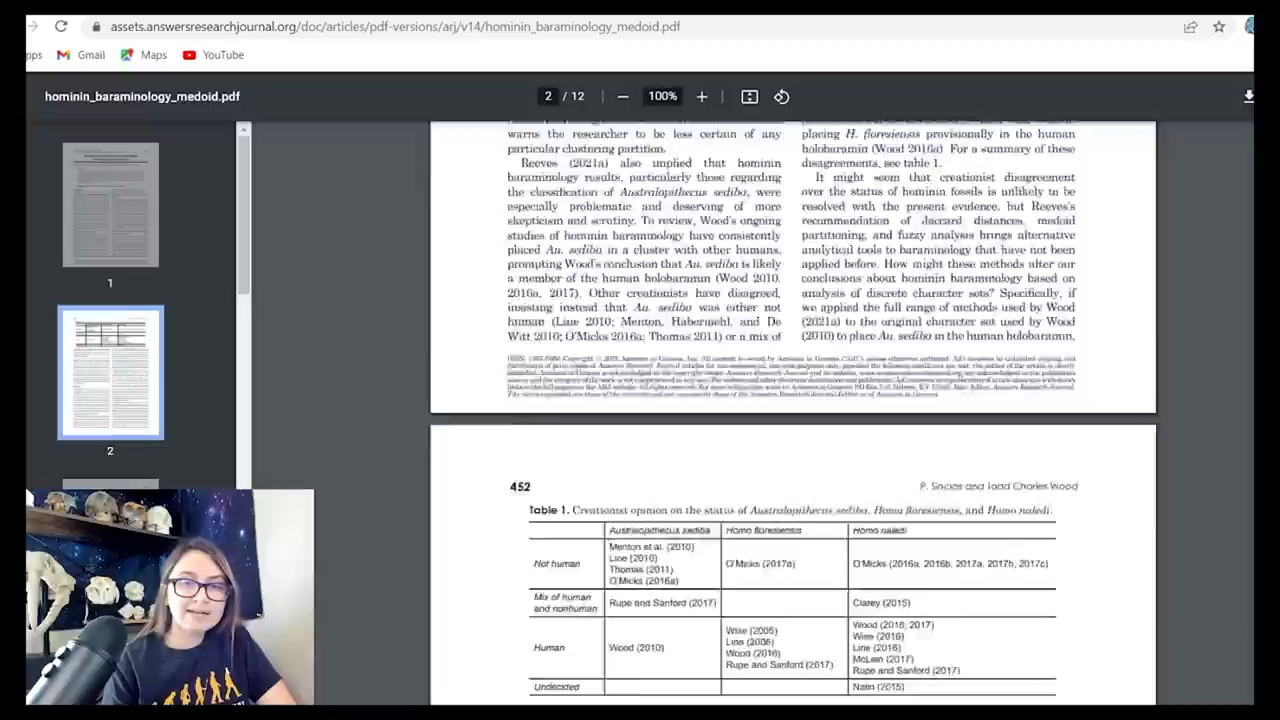 assets.answersresearchjournal.org/doc/articles/pdf-versions/arj/v14/hominin_baraminology_medoid.pdf
pps Gmail Maps YouTube
hominin_baraminology_medoid.pdf
2 / 12
100%
1
2
warns the researcher to be less certain of any
particular clustering partition.
Reeves (2021a) also implied that hominin
baraminology results, particularly those regarding
the classification of Australopithecus sediba, were
especially problematic and deserving of more
skepticism and scrutiny. To review, Wood's ongoing
studies of hominin baraminology have consistently
placed Au. sediba in a cluster with other humans,
prompting Wood's conclusion that Au. sediba is likely
a member of the human holobaramin (Wood 2010,
2016a, 2017). Other creationists have disagreed,
insisting instead that Au. sediba was either not
human (Line 2010; Menton, Habermehl, and De
Witt 2010; O'Micks 2016a; Thomas 2011) or a mix of
placing H. floresiensis provisionally in the human
holobaramin (Wood 2016a). For a summary of these
disagreements, see table 1.
It might seem that creationist disagreement
over the status of hominin fossils is unlikely to be
resolved with the present evidence, but Reeves's
recommendation of Jaccard distances, medoid
partitioning, and fuzzy analysis brings alternative
analytical tools to baraminology that have not been
applied before. How might these methods alter our
conclusions about hominin baraminology based on
analysis of discrete character sets? Specifically, if
we applied the full range of methods used by Wood
(2021a) to the original character set used by Wood
(2010) to place Au. sediba in the human holobaramin,
452
P. Sinclair and Todd Charles Wood
Table 1. Creationist opinion on the status of Australopithecus sediba, Homo floresiensis, and Homo naledi.
Australopithecus sediba Homo floresiensis Homo naledi
Not human
Menton et al. (2010)
Line (2010)
Thomas (2011)
O'Micks (2016a)
O'Micks (2017a)
O'Micks (2016a, 2016b, 2017a, 2017b, 2017c)
Mix of human
and nonhuman
Rupe and Sanford (2017)
Clarey (2015)
Human
Wood (2010)
Wise (2005)
Line (2006)
Wood (2016)
Rupe and Sanford (2017)
Wood (2016, 2017)
Wise (2016)
Line (2016)
McLain (2017)
Rupe and Sanford (2017)
Undecided
(2015)